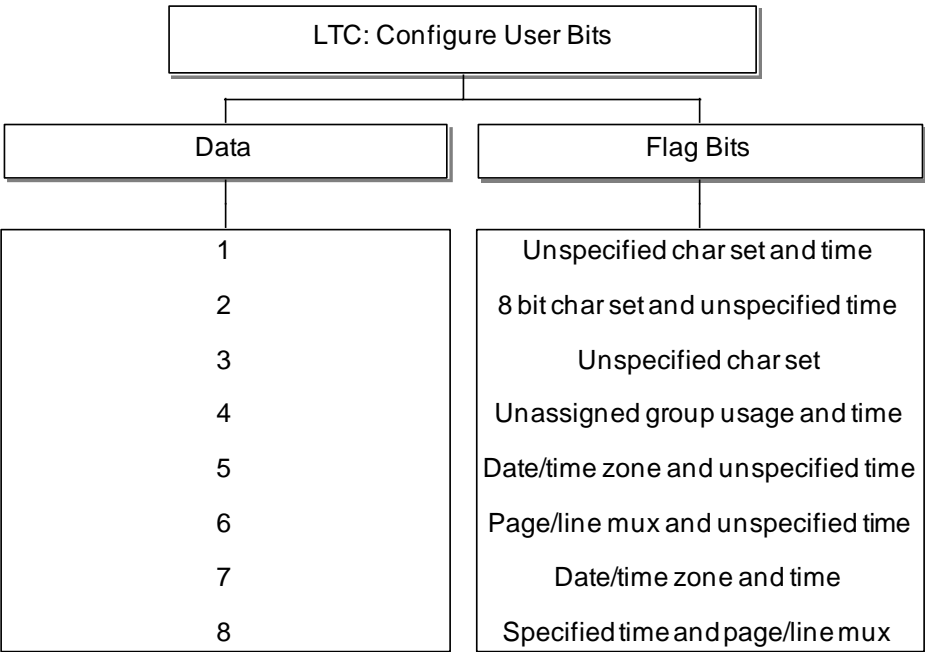 LTC: Configure User Bits
Data
Flag Bits
1
2
3
4
5
6
7
8
Unspecified char set and time
8 bit char set and unspecified time
Unspecified char set
Unassigned group usage and time
Date/time zone and unspecified time
Page/line mux and unspecified time
Date/time zone and time
Specified time and page/line mux